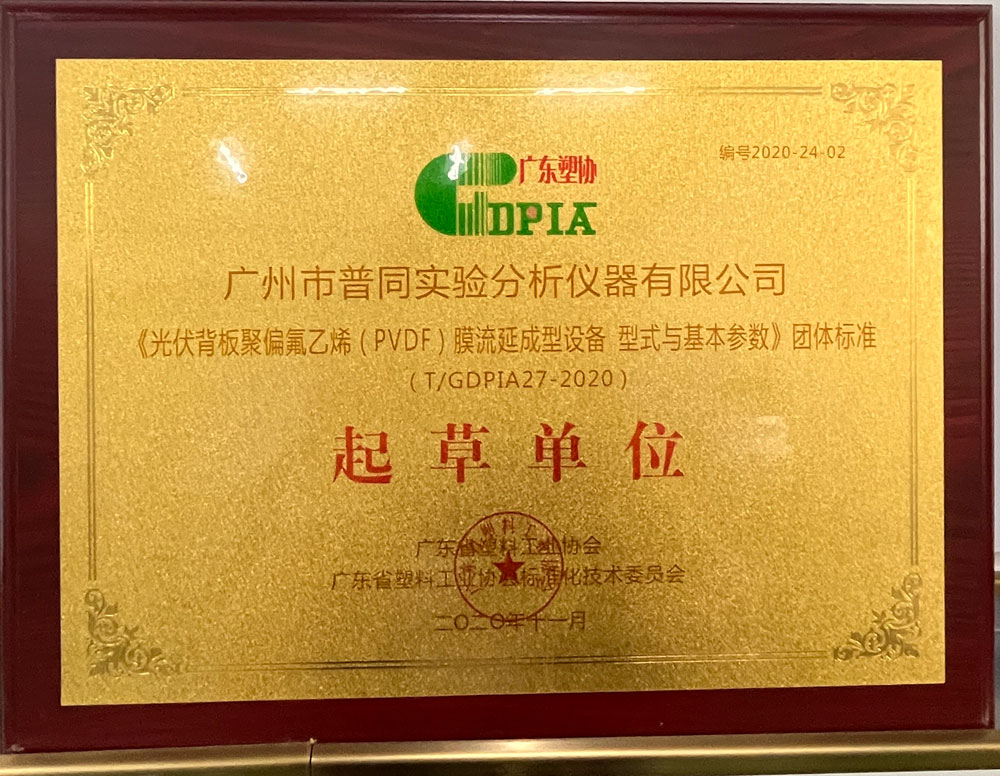 编号2020-24-02
广东塑协
GDPIA
广州市普同实验分析仪器有限公司
《光伏背板聚偏氟乙烯(PVDF)膜流延成型设备 型式与基本参数》团体标准
(T/GDPIA27-2020)
起草单位
广东省塑料工业协会
广东省塑料工业协会标准化技术委员会
二〇二〇年十一月